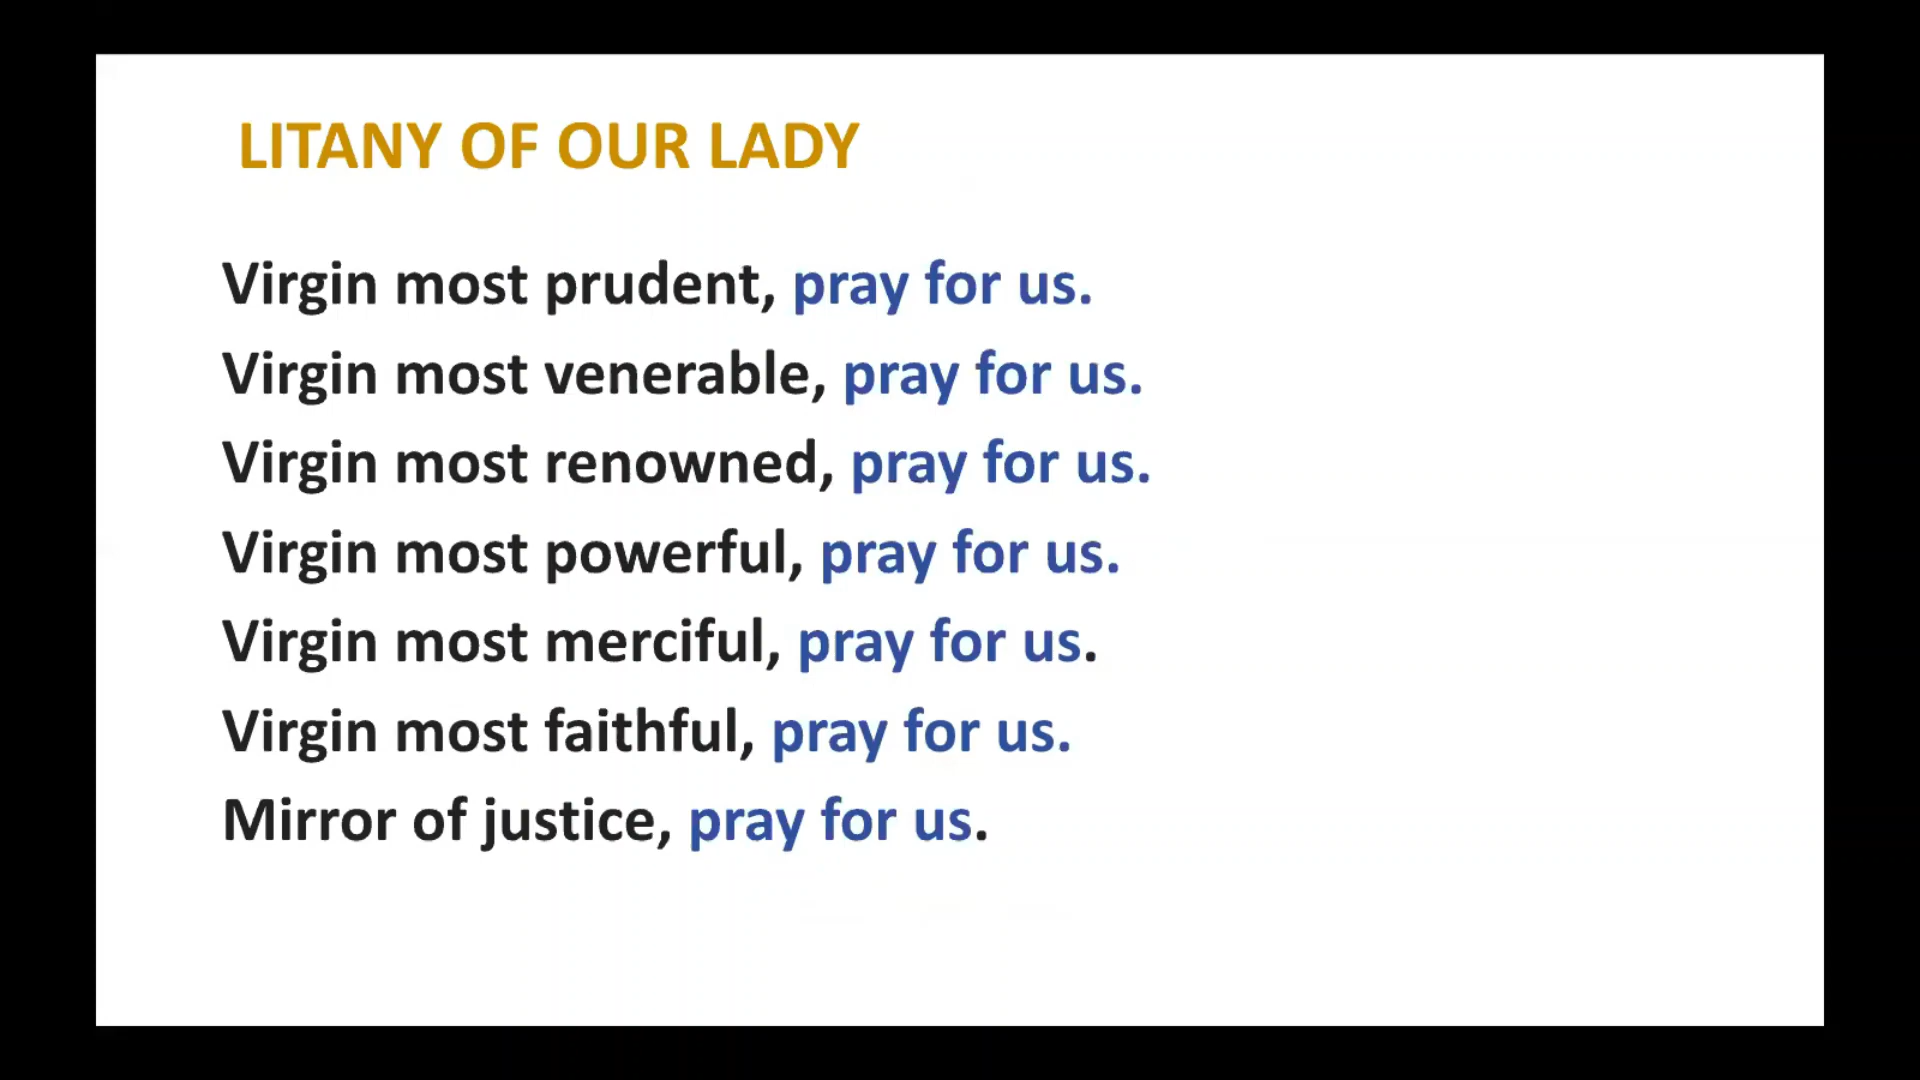 LITANY OF OUR LADY
Virgin most prudent, pray for us.
Virgin most venerable, pray for us.
Virgin most renowned, pray for us.
Virgin most powerful, pray for us.
Virgin most merciful, pray for us.
Virgin most faithful, pray for us.
Mirror of justice, pray for us.